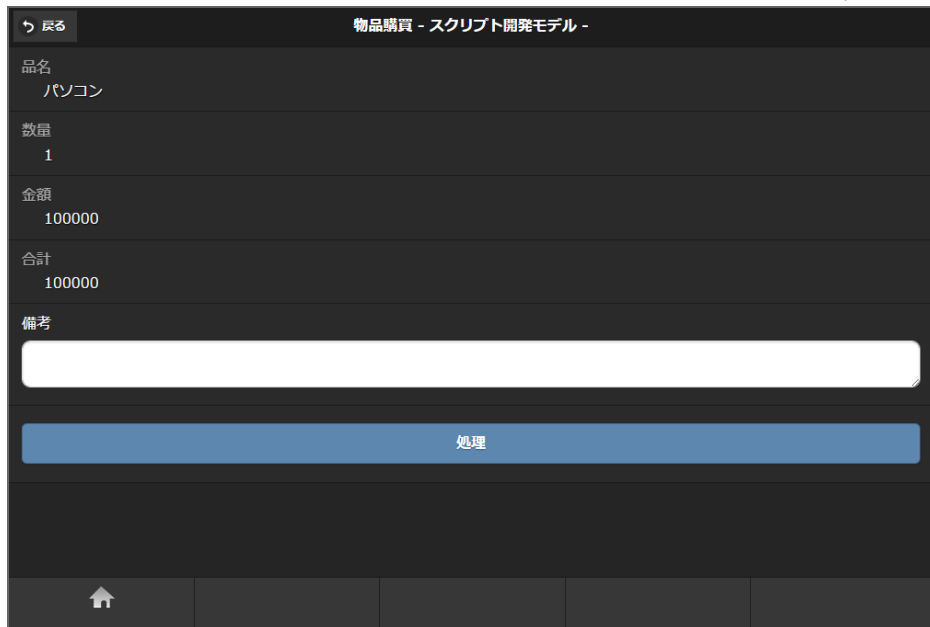 戻る
物品購買 - スクリプト開発モデル -
品名
パソコン
数量
1
金額
100000
合計
100000
備考
処理